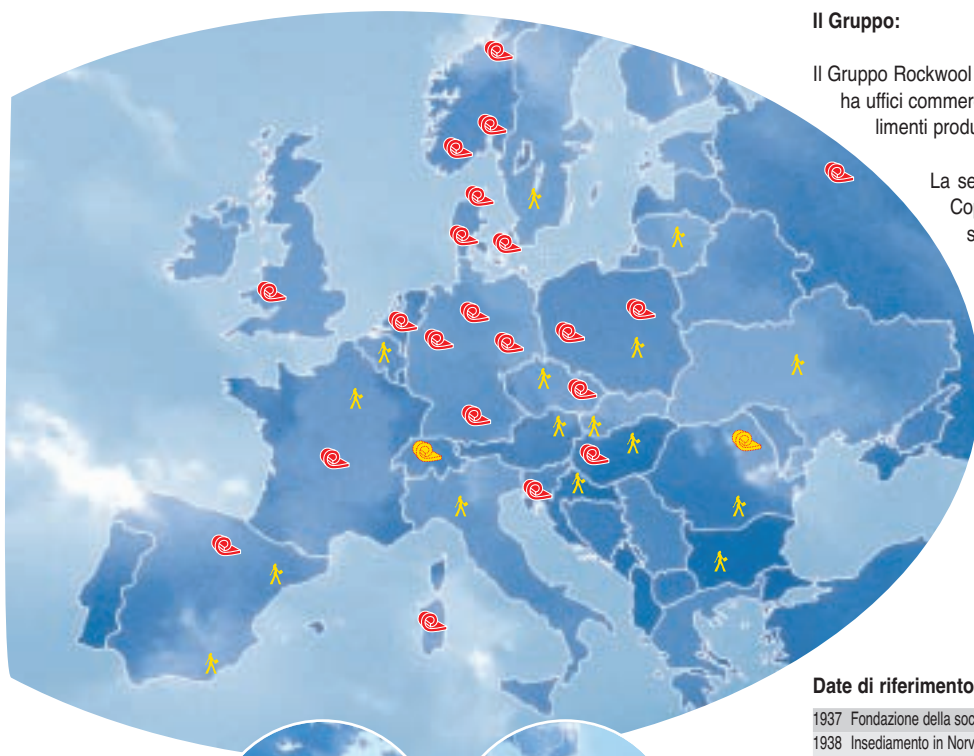 Il Gruppo:
Il Gruppo Rockwool
ha uffici commer
limenti produ
La se
Co
s
Date di riferimento
1937 Fondazione della soc
1938 Insediamento in Norv